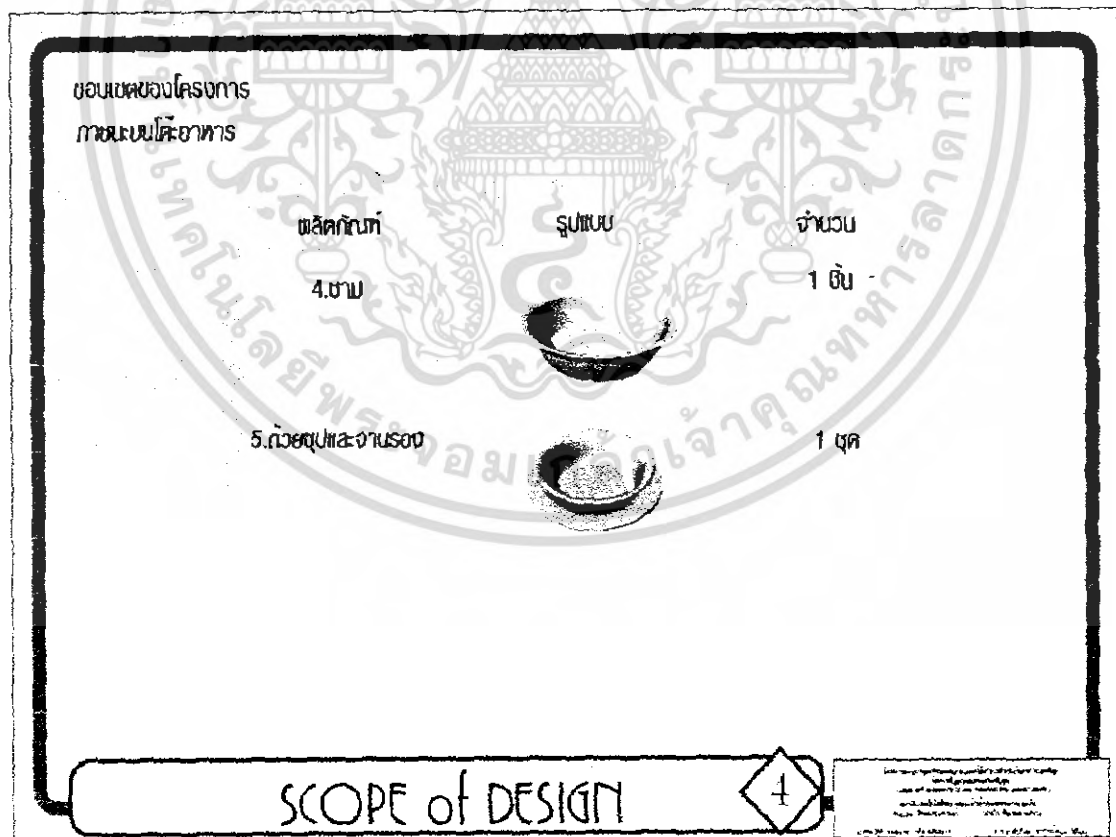 ขอบเขตของโครงการ
ภาชนะบนโต๊ะอาหาร
ผลิตภัณฑ์ รูปแบบ จำนวน
4.ชาม 1 ชิ้น
5.ถ้วยซุปและจานรอง 1 ชุด
SCOPE of DESIGN 4